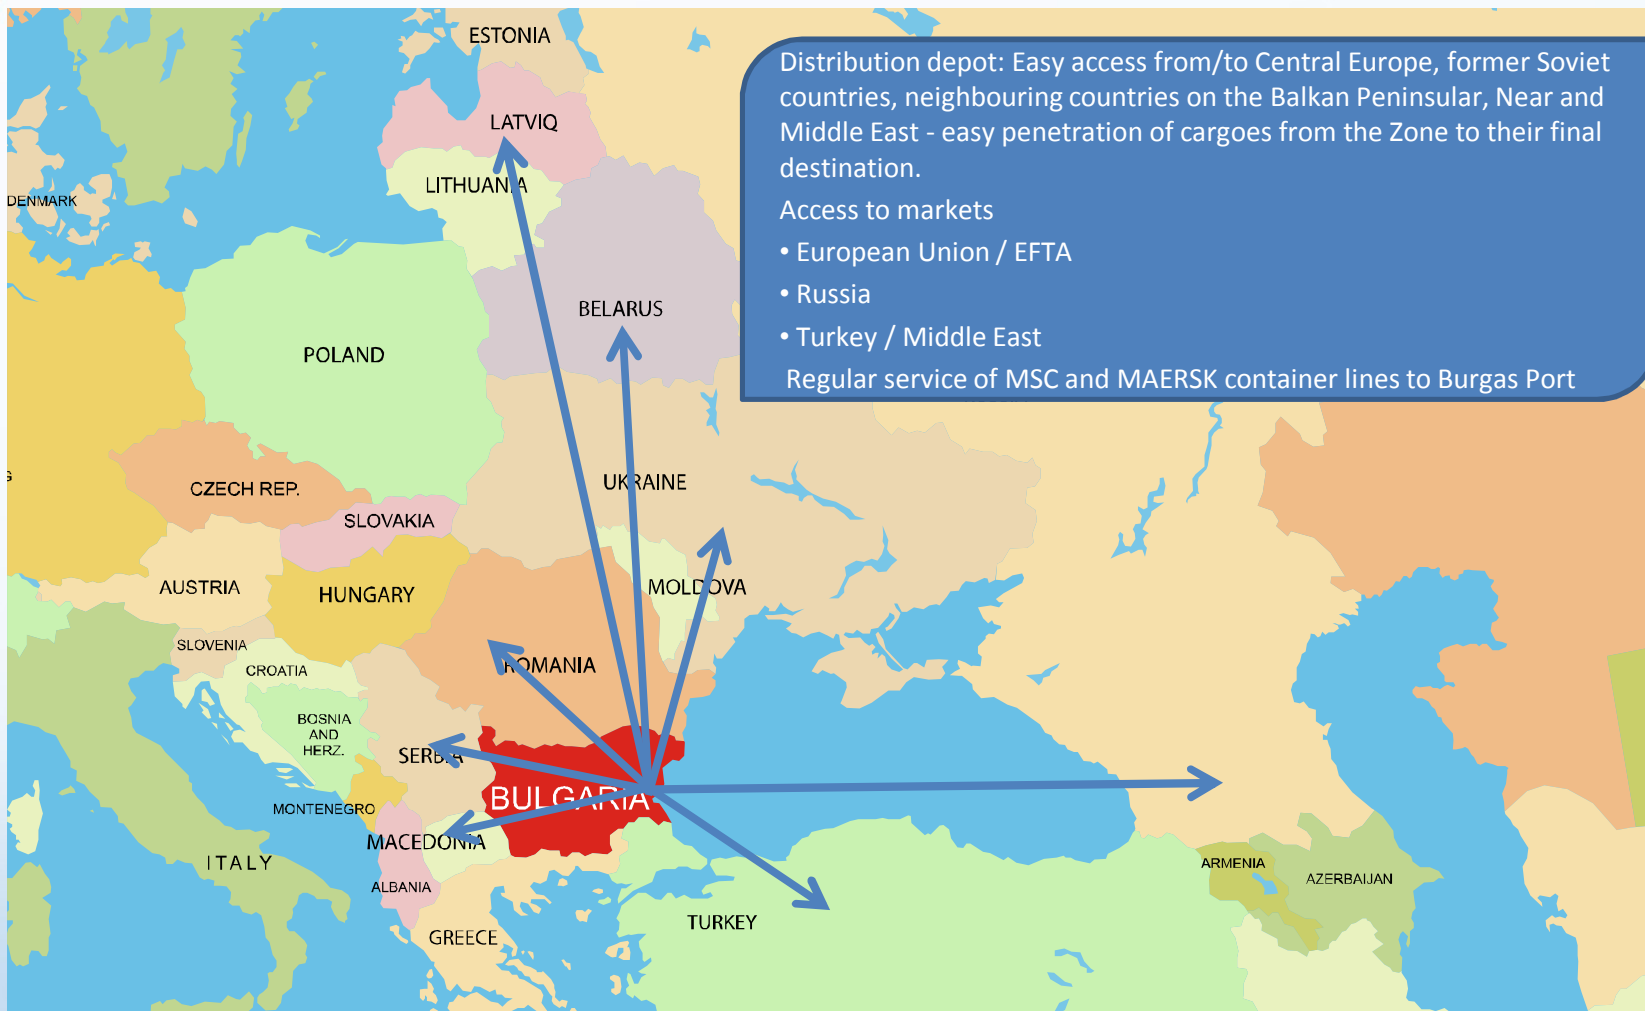 ESTONIA
Distribution depot: Easy access from/to Central Europe, former Soviet
countries, neighbouring countries on the Balkan Peninsular, Near and
Middle East - easy penetration of cargoes from the Zone to their final
destination.
Access to markets
• European Union / EFTA
• Russia
• Turkey / Middle East
Regular service of MSC and MAERSK container lines to Burgas Port
LATVIQ
LITHUANIA
DENMARK
BELARUS
POLAND
UKRAINE
CZECH REP.
SLOVAKIA
AUSTRIA
HUNGARY
MOLDOVA
SLOVENIA
CROATIA
ROMANIA
BOSNIA
AND
HERZ.
SERBIA
BULGARIA
MONTENEGRO
MACEDONIA
ITALY
ALBANIA
ARMENIA
AZERBAIJAN
TURKEY
GREECE